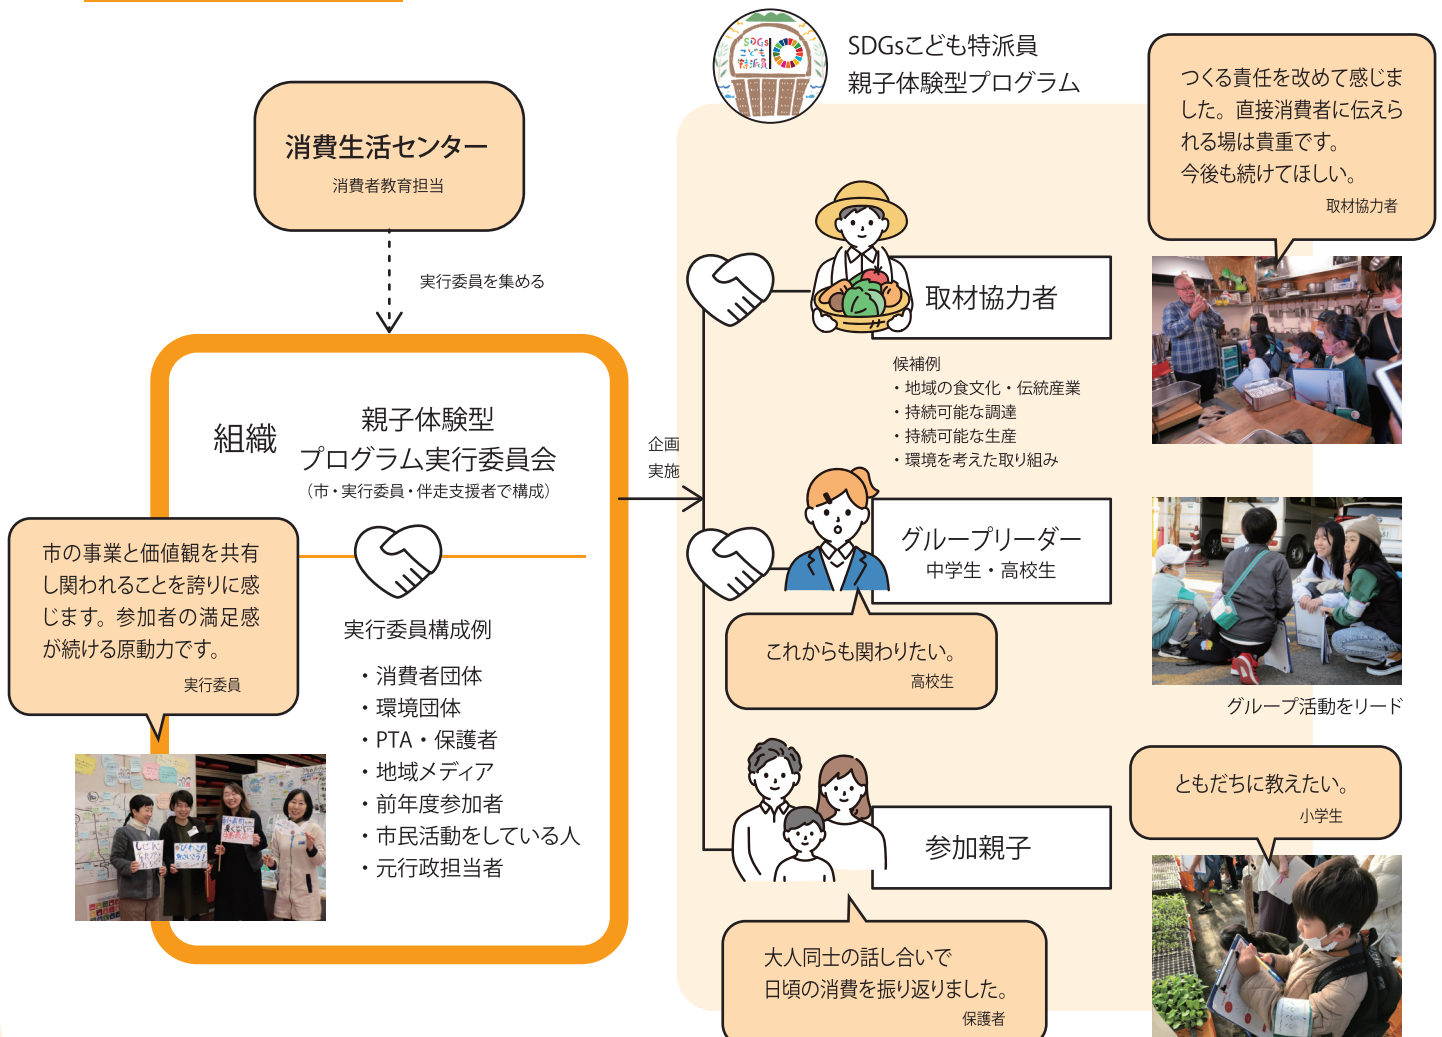 SDGs
こども
特派員
SDGsこども特派員
親子体験型プログラム
つくる責任を改めて感じま
した。直接消費者に伝えら
れる場は貴重です。
今後も続けてほしい。
取材協力者
消費生活センター
消費者教育担当
実行委員を集める
組織
親子体験型
プログラム実行委員会
（市・実行委員・伴走支援者で構成）
市の事業と価値観を共有
し関われることを誇りに感
じます。参加者の満足感
が続ける原動力です。
実行委員
実行委員構成例
・消費者団体
・環境団体
・PTA・保護者
・地域メディア
・前年度参加者
・市民活動をしている人
・元行政担当者
企画
実施
取材協力者
候補例
・地域の食文化・伝統産業
・持続可能な調達
・持続可能な生産
・環境を考えた取り組み
グループリーダー
中学生・高校生
これからも関わりたい。
高校生
グループ活動をリード
参加親子
ともだちに教えたい。
小学生
大人同士の話し合いで
日頃の消費を振り返りました。
保護者